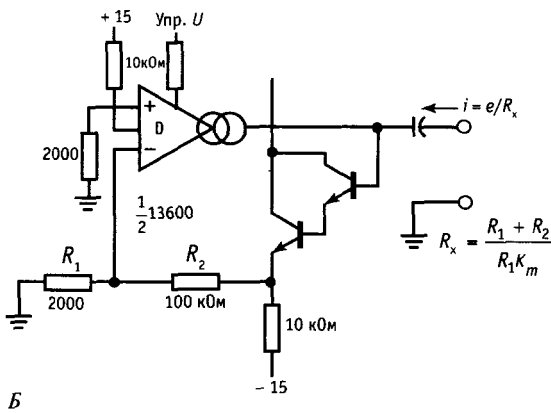 + 15 Упр. U
10кОм
+
D
−
2000
1/2 13600
i = e/Rx
Rx = (R1 + R2)/(R1Km)
R1
2000
R2
100 кОм
10 кОм
− 15
Б